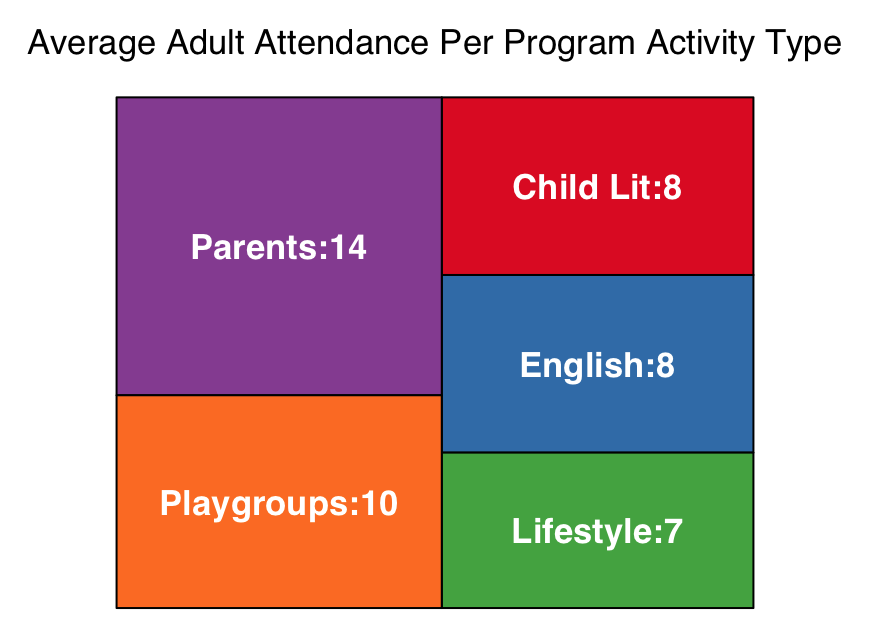 Average Adult Attendance Per Program Activity Type
Parents:14
Playgroups:10
Child Lit:8
English:8
Lifestyle:7